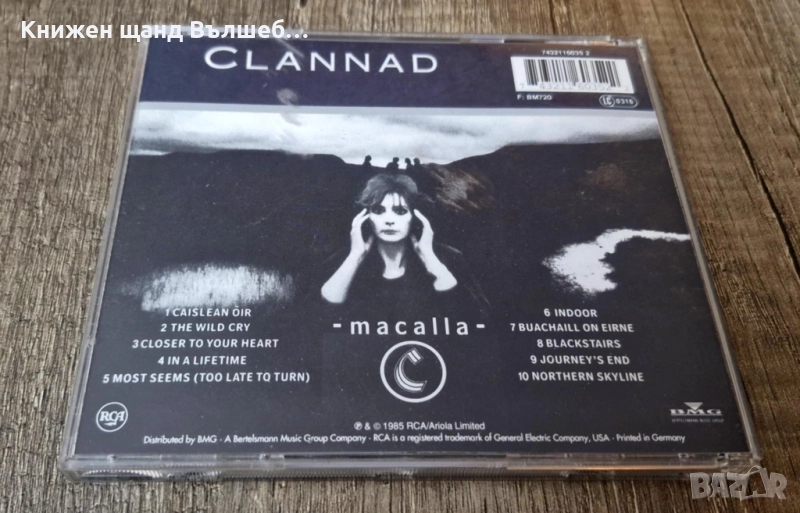 Книжен щанд Вълшеб...
CLANNAD
7432116035 2
F: BM720
LC 0316
1 CAISLEAN ÒIR
2 THE WILD CRY
3 CLOSER TO YOUR HEART
4 IN A LIFETIME
5 MOST SEEMS (TOO LATE TO TURN)
- macalla -
6 INDOOR
7 BUACHAILL ON EIRNE
8 BLACKSTAIRS
9 JOURNEY'S END
10 NORTHERN SKYLINE
RCA
BMG
℗ & © 1985 RCA/Ariola Limited
Distributed by BMG - A Bertelsmann Music Group Company - RCA is a registered trademark of General Electric Company, USA - Printed in Germany
BAZAR